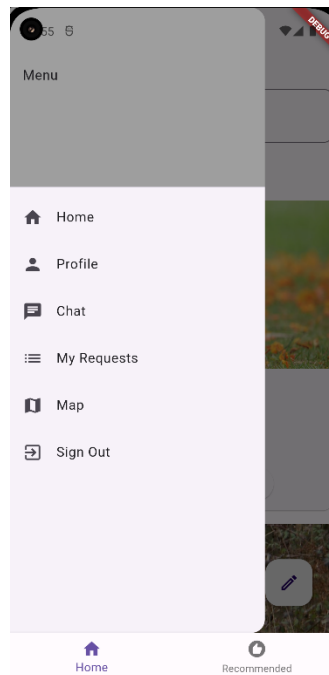 55
DEBUG
Menu
Home
Profile
Chat
My Requests
Map
Sign Out
Home
Recommended